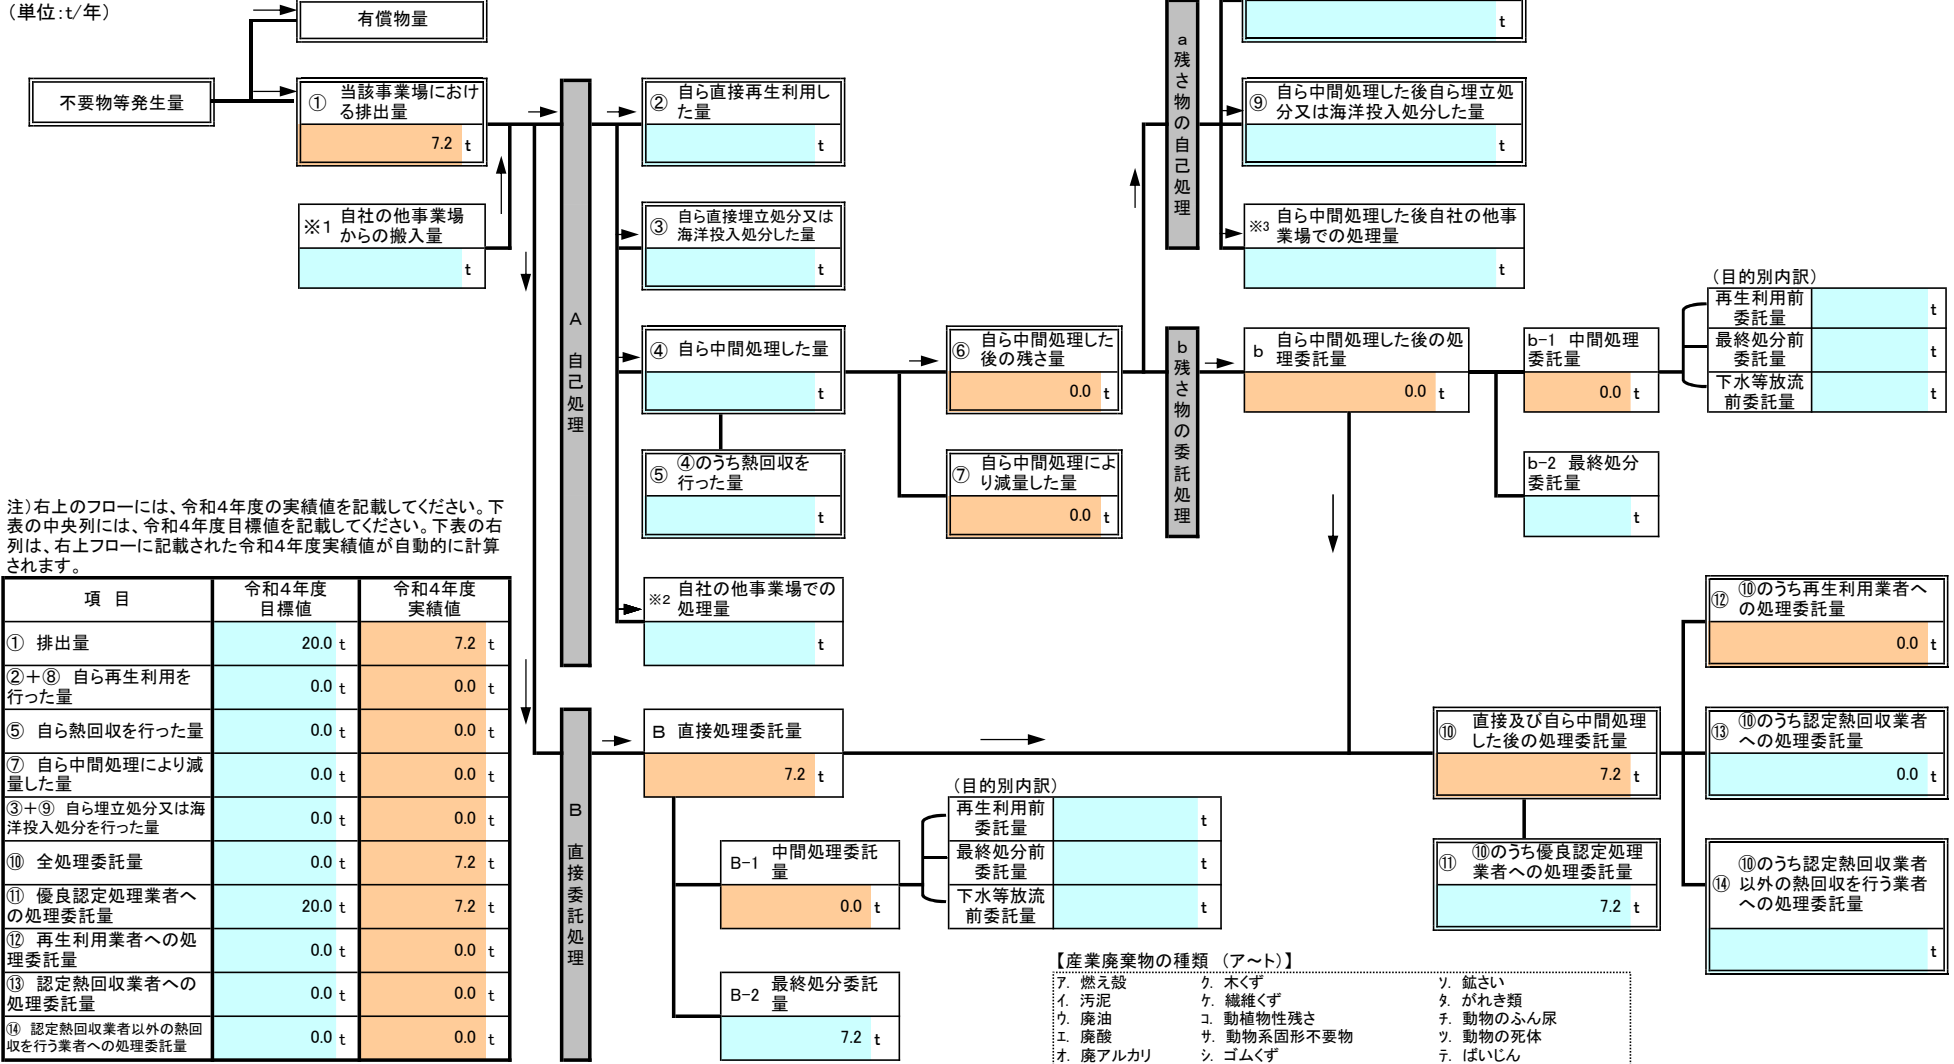 (単位:t/年)
有償物量
不要物等発生量
① 当該事業場におけ
る排出量
7.2 t
※1 自社の他事業場
からの搬入量
t
A 自己処理
② 自ら直接再生利用し
た量
t
③ 自ら直接埋立処分又は
海洋投入処分した量
t
④ 自ら中間処理した量
t
⑤ ④のうち熱回収を
行った量
t
※2 自社の他事業場での
処理量
t
⑥ 自ら中間処理した
後の残さ量
0.0 t
⑦ 自ら中間処理によ
り減量した量
0.0 t
a 残さ物の自己処理
t
⑨ 自ら中間処理した後自ら埋立処
分又は海洋投入処分した量
t
※3 自ら中間処理した後自社の他事
業場での処理量
t
b 残さ物の委託処理
b 自ら中間処理した後の処
理委託量
0.0 t
b-1 中間処理
委託量
0.0 t
b-2 最終処分
委託量
t
(目的別内訳)
再生利用前
委託量
t
最終処分前
委託量
t
下水等放流
前委託量
t
注)右上のフローには、令和4年度の実績値を記載してください。下
表の中央列には、令和4年度目標値を記載してください。下表の右
列は、右上フローに記載された令和4年度実績値が自動的に計算
されます。
項 目 令和4年度
目標値 令和4年度
実績値
① 排出量 20.0 t 7.2 t
②+⑧ 自ら再生利用を
行った量 0.0 t 0.0 t
⑤ 自ら熱回収を行った量 0.0 t 0.0 t
⑦ 自ら中間処理により減
量した量 0.0 t 0.0 t
③+⑨ 自ら埋立処分又は海
洋投入処分を行った量 0.0 t 0.0 t
⑩ 全処理委託量 0.0 t 7.2 t
⑪ 優良認定処理業者へ
の処理委託量 20.0 t 7.2 t
⑫ 再生利用業者への処
理委託量 0.0 t 0.0 t
⑬ 認定熱回収業者への
処理委託量 0.0 t 0.0 t
⑭ 認定熱回収業者以外の熱回
収を行う業者への処理委託量 0.0 t 0.0 t
B 直接委託処理
B 直接処理委託量
7.2 t
B-1 中間処理委託
量
0.0 t
B-2 最終処分委託
量
7.2 t
(目的別内訳)
再生利用前
委託量
t
最終処分前
委託量
t
下水等放流
前委託量
t
⑩ 直接及び自ら中間処理
した後の処理委託量
7.2 t
⑪ ⑩のうち優良認定処理
業者への処理委託量
7.2 t
⑫ ⑩のうち再生利用業者へ
の処理委託量
0.0 t
⑬ ⑩のうち認定熱回収業者
への処理委託量
0.0 t
⑭ ⑩のうち認定熱回収業者
以外の熱回収を行う業者
への処理委託量
t
【産業廃棄物の種類 (ア~ト)】
ア. 燃え殻 ク. 木くず ソ. 鉱さい
イ. 汚泥 ケ. 繊維くず タ. がれき類
ウ. 廃油 コ. 動植物性残さ チ. 動物のふん尿
エ. 廃酸 サ. 動物系固形不要物 ツ. 動物の死体
オ. 廃アルカリ シ. ゴムくず テ. ばいじん